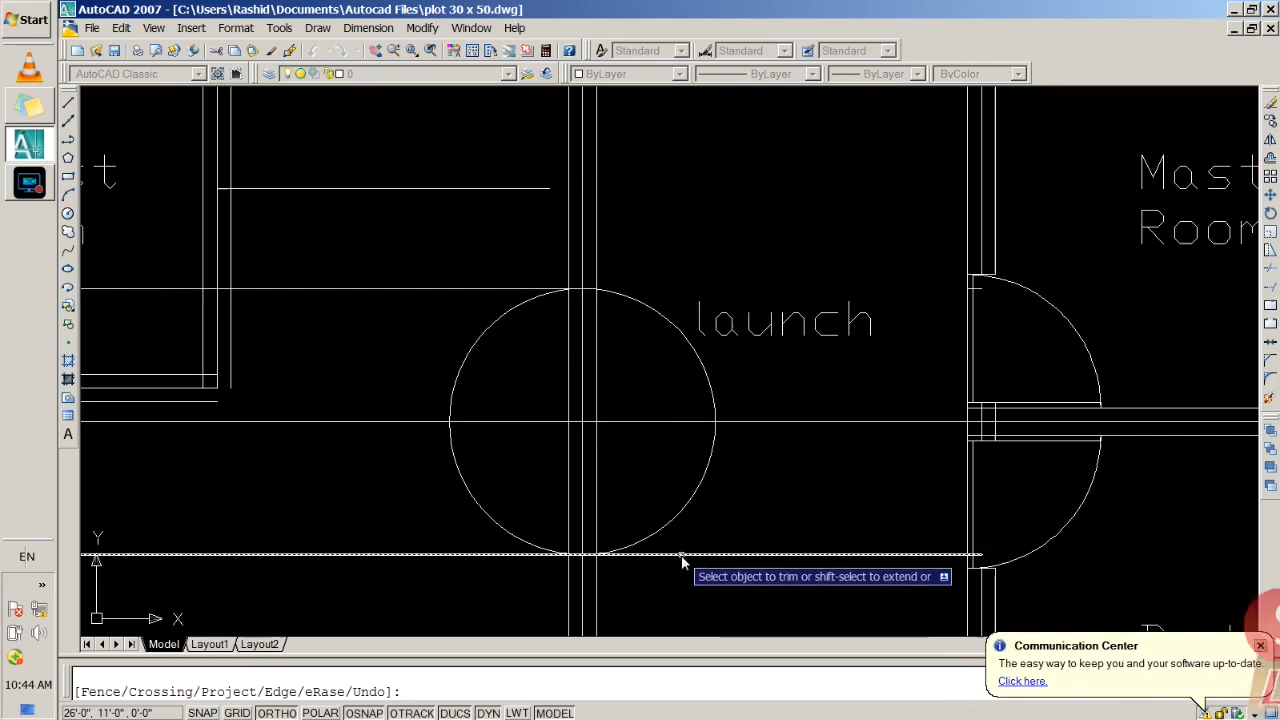 Start
AutoCAD 2007 - [C:\Users\Rashid\Documents\Autocad Files\plot 30 x 50.dwg]
File Edit View Insert Format Tools Draw Dimension Modify Window Help
Standard Standard Standard
AutoCAD Classic 0 ByLayer ByLayer ByLayer ByColor
t
Mast
Room
launch
Y
X
Select object to trim or shift-select to extend or
EN
Model Layout1 Layout2
Communication Center
The easy way to keep you and your software up-to-date.
Click here.
[Fence/Crossing/Project/Edge/eRase/Undo]:
10:44 AM
26'-0", 11'-0", 0'-0" SNAP GRID ORTHO POLAR OSNAP OTRACK DUCS DYN LWT MODEL